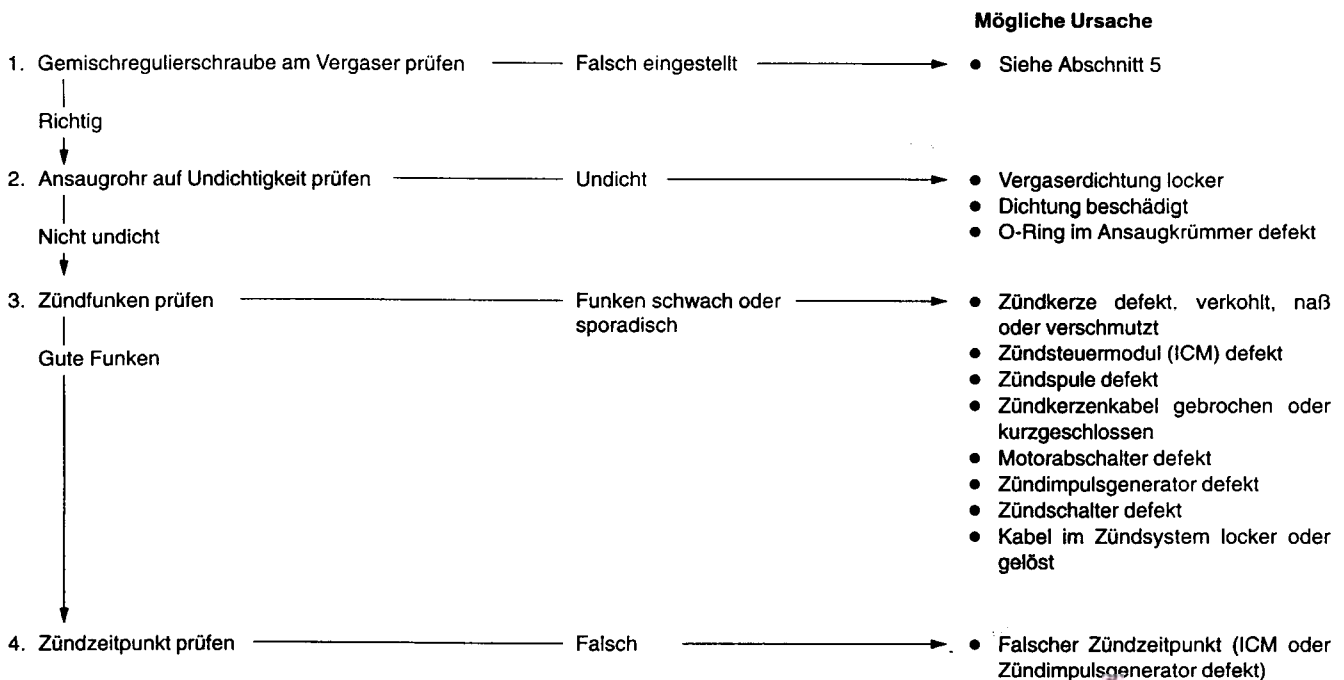 Mögliche Ursache
1. Gemischregulierschraube am Vergaser prüfen Falsch eingestellt ● Siehe Abschnitt 5
Richtig
2. Ansaugrohr auf Undichtigkeit prüfen Undicht ● Vergaserdichtung locker
● Dichtung beschädigt
Nicht undicht ● O-Ring im Ansaugkrümmer defekt
3. Zündfunken prüfen Funken schwach oder ● Zündkerze defekt. verkohlt, naß
sporadisch oder verschmutzt
Gute Funken ● Zündsteuermodul (ICM) defekt
● Zündspule defekt
● Zündkerzenkabel gebrochen oder
kurzgeschlossen
● Motorabschalter defekt
● Zündimpulsgenerator defekt
● Zündschalter defekt
● Kabel im Zündsystem locker oder
gelöst
4. Zündzeitpunkt prüfen Falsch ● Falscher Zündzeitpunkt (ICM oder
Zündimpulsgenerator defekt)